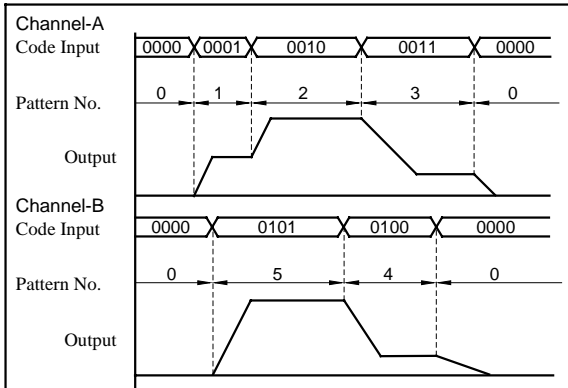 Channel-A
Code Input 0000 0001 0010 0011 0000
Pattern No. 0 1 2 3 0
Output
Channel-B
Code Input 0000 0101 0100 0000
Pattern No. 0 5 4 0
Output